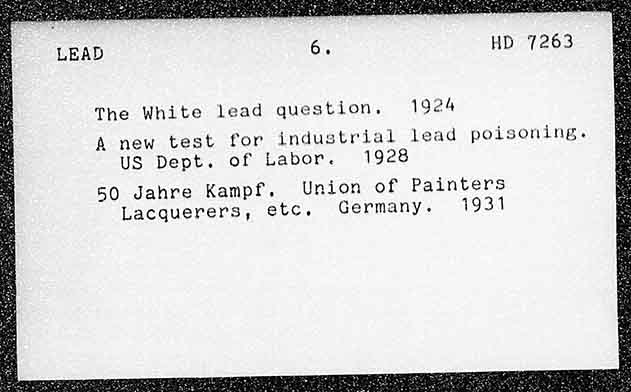 LEAD 6. HD 7263
The White lead question. 1924
A new test for industrial lead poisoning.
US Dept. of Labor. 1928
50 Jahre Kampf. Union of Painters
Lacquerers, etc. Germany. 1931